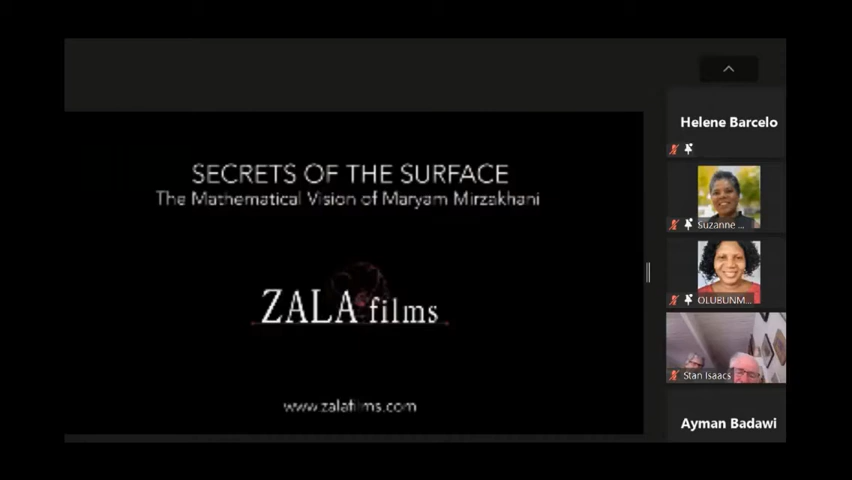 SECRETS OF THE SURFACE
The Mathematical Vision of Maryam Mirzakhani
ZALA films
www.zalafilms.com
Helene Barcelo
Suzanne ...
OLUBUNM...
Stan Isaacs
Ayman Badawi